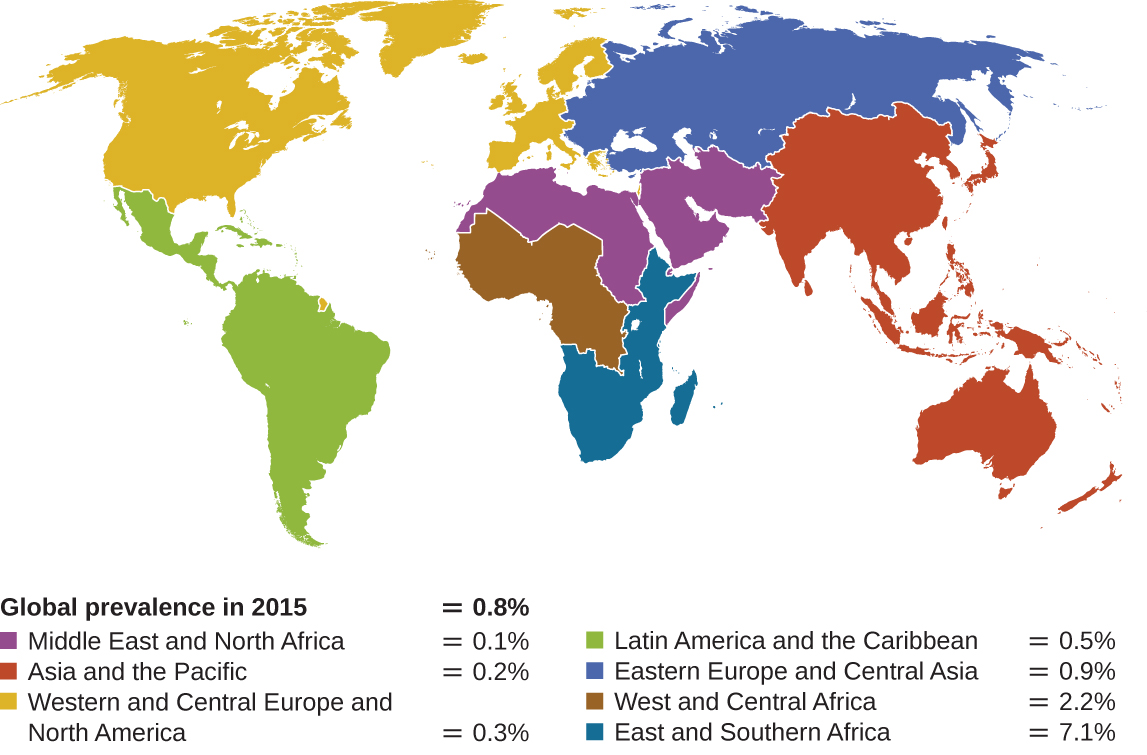 Global prevalence in 2015 = 0.8%
Middle East and North Africa = 0.1%
Asia and the Pacific = 0.2%
Western and Central Europe and
North America = 0.3%
Latin America and the Caribbean = 0.5%
Eastern Europe and Central Asia = 0.9%
West and Central Africa = 2.2%
East and Southern Africa = 7.1%